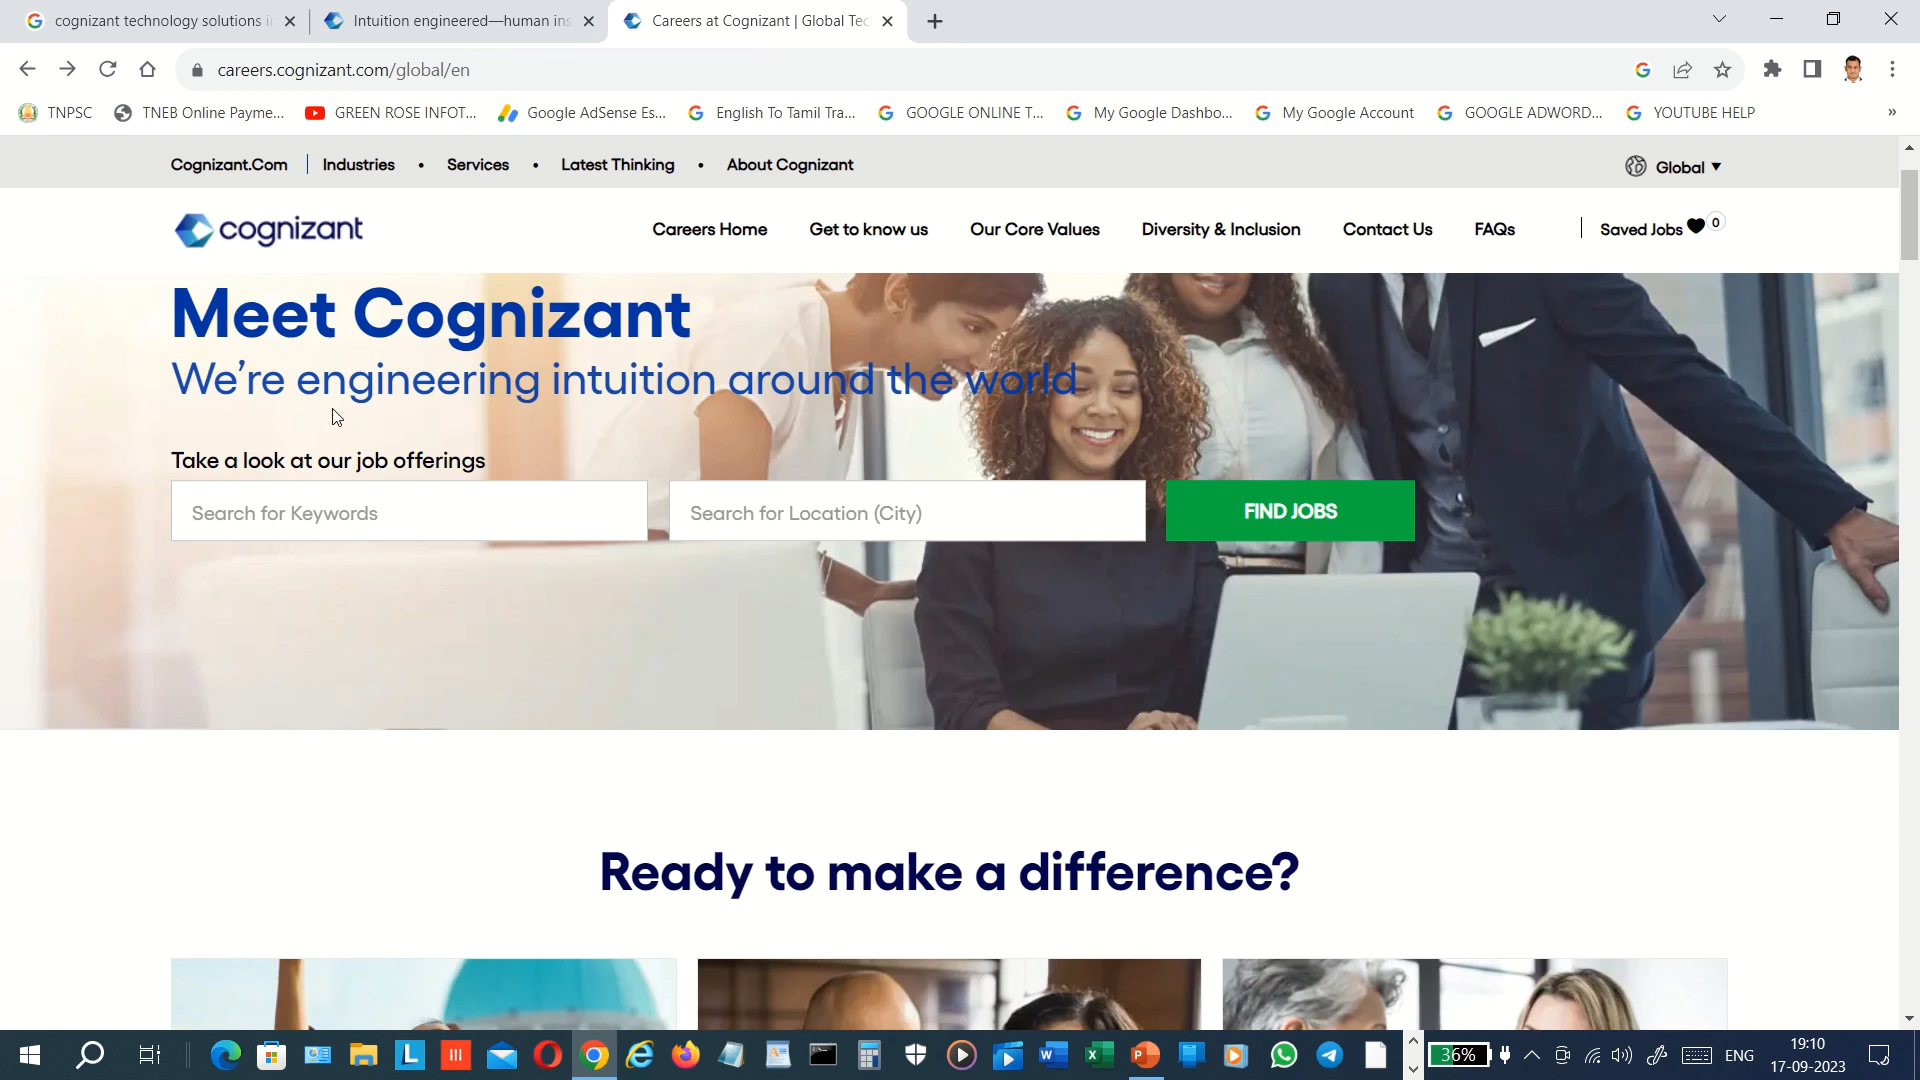 cognizant technology solutions i
Intuition engineered—human ins
Careers at Cognizant | Global Tec
careers.cognizant.com/global/en
TNPSC
TNEB Online Payme...
GREEN ROSE INFOT...
Google AdSense Es...
English To Tamil Tra...
GOOGLE ONLINE T...
My Google Dashbo...
My Google Account
GOOGLE ADWORD...
YOUTUBE HELP
»
Cognizant.Com
Industries • Services • Latest Thinking • About Cognizant
Global
cognizant
Careers Home
Get to know us
Our Core Values
Diversity & Inclusion
Contact Us
FAQs
Saved Jobs 0
Meet Cognizant
We're engineering intuition around the world
Take a look at our job offerings
Search for Keywords
Search for Location (City)
FIND JOBS
Ready to make a difference?
36%
ENG
19:10
17-09-2023